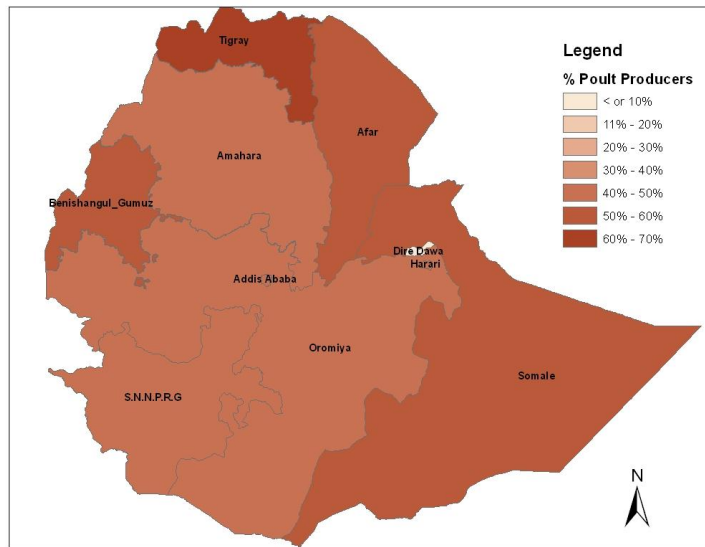 Tigray
Afar
Amahara
Benishangul_Gumuz
Dire Dawa
Harari
Addis Ababa
Oromiya
Somale
S.N.N.P.R.G
Legend
% Poult Producers
< or 10%
11% - 20%
20% - 30%
30% - 40%
40% - 50%
50% - 60%
60% - 70%
N